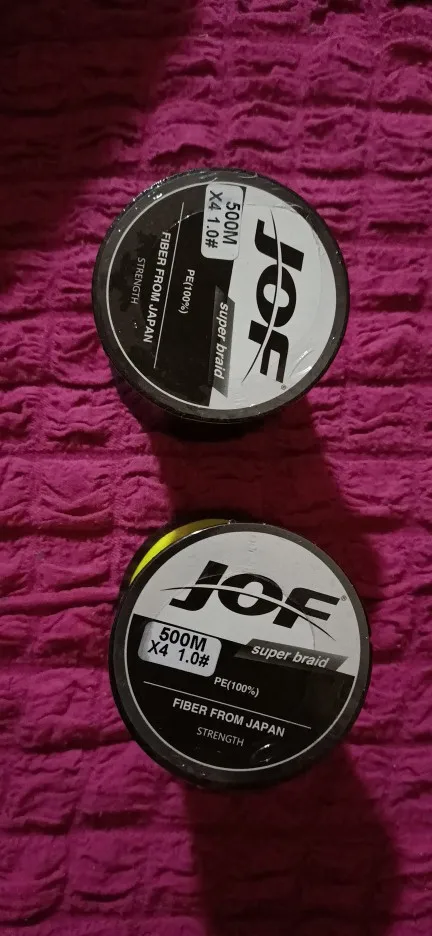 JOF®
500M
X4 1.0#
super braid
PE(100%)
FIBER FROM JAPAN
STRENGTH
JOF®
500M
X4 1.0#
super braid
PE(100%)
FIBER FROM JAPAN
STRENGTH